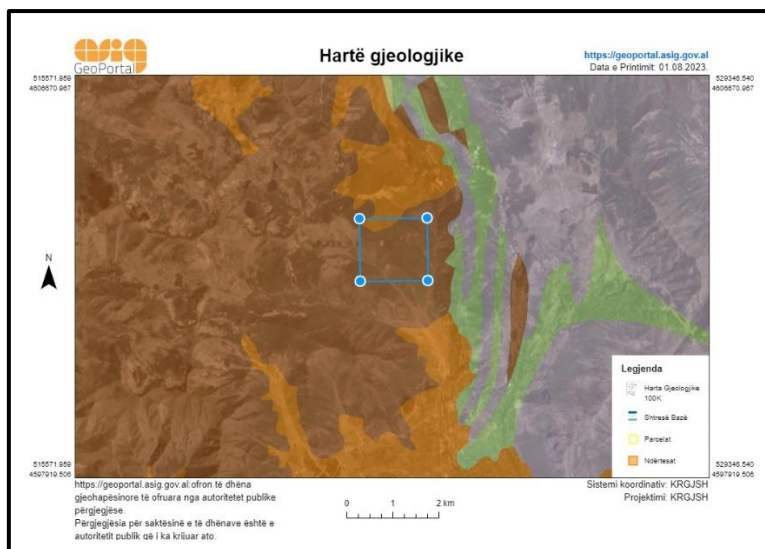 asig
GeoPortal
Hartë gjeologjike
https://geoportal.asig.gov.al
Data e Printimit: 01.08.2023.
515571.959
4606670.967
529346.540
4606670.967
N
Legjenda
Harta Gjeologjike
100K
Shtresë Bazë
Parcelat
Ndërtesat
515571.959
4597919.506
529346.540
4597919.506
https://geoportal.asig.gov.al:ofron të dhëna
gjeohapësinore të ofruara nga autoritetet publike
përgjegjëse.
Përgjegjësia për saktësinë e të dhënave është e
autoritetit publik që i ka krijuar ato.
0 1 2 km
Sistemi koordinativ: KRGJSH
Projektimi: KRGJSH